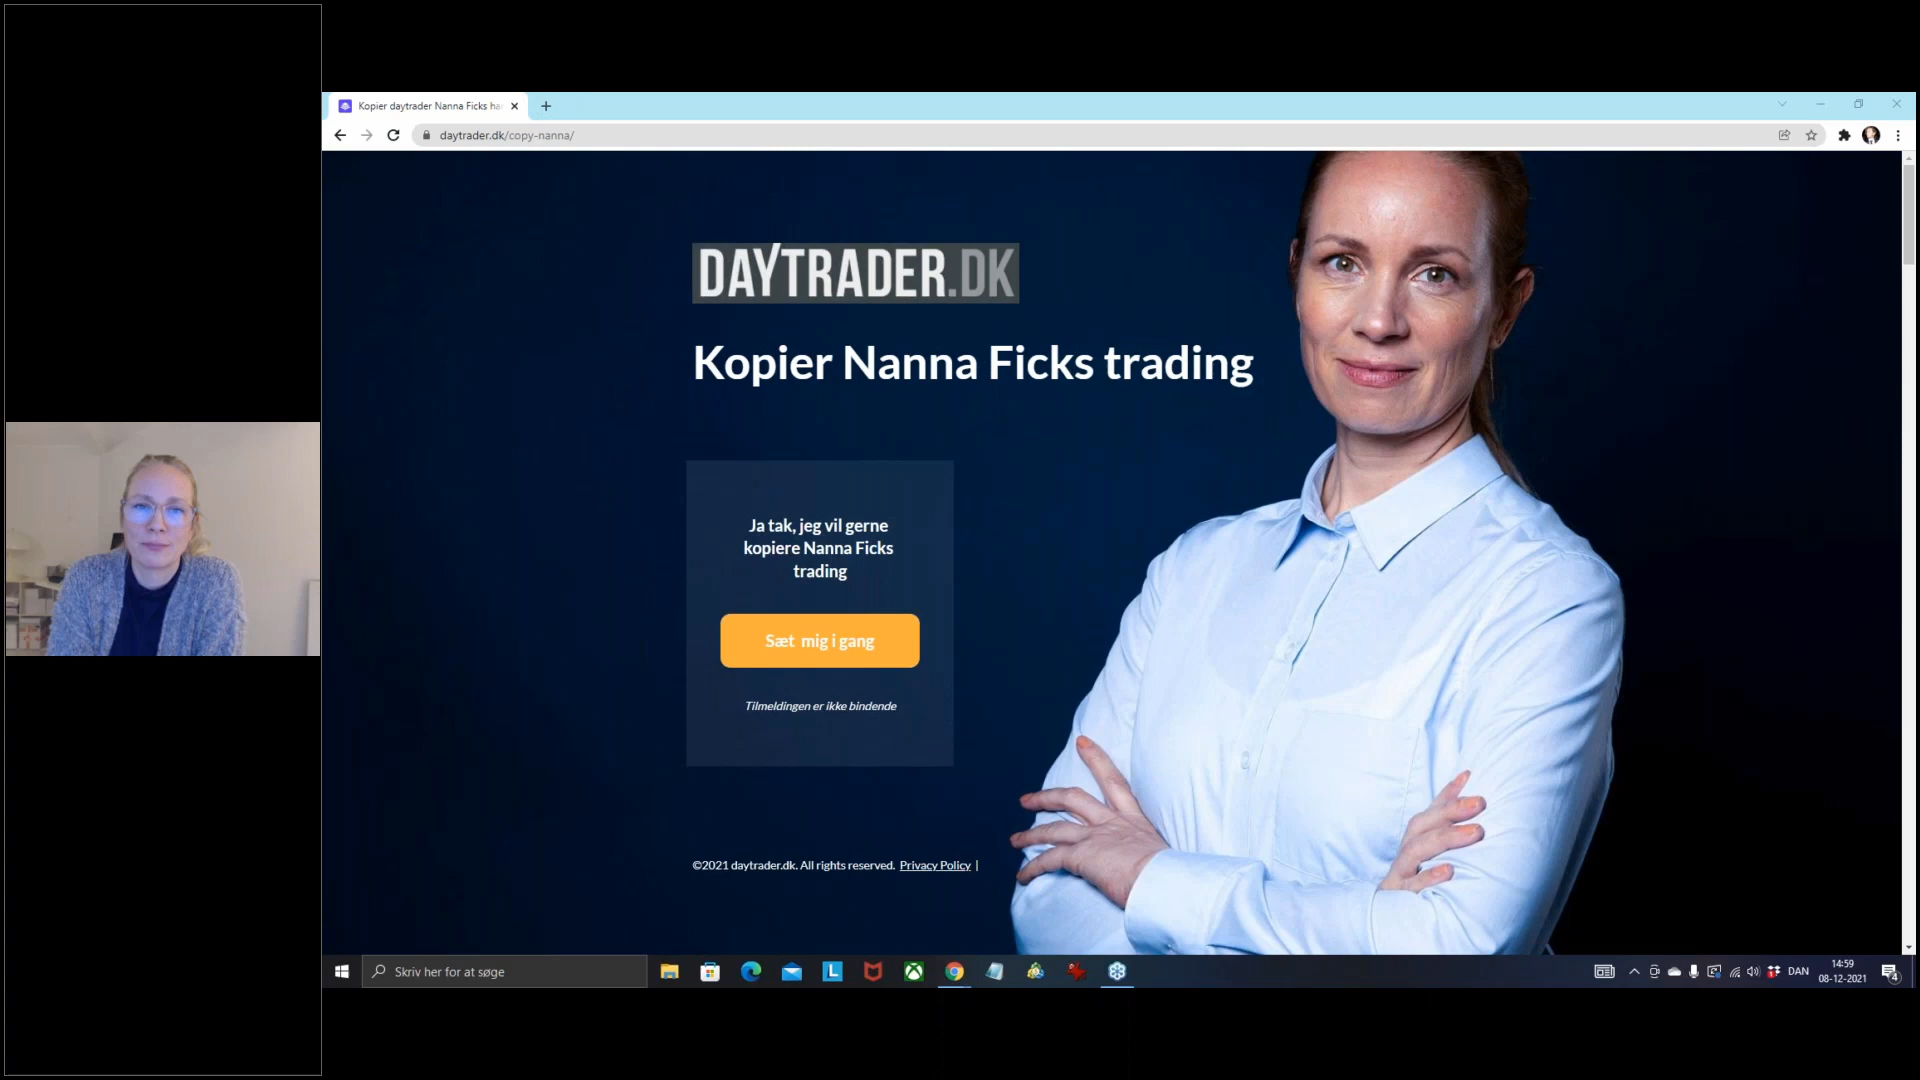 Kopier daytrader Nanna Ficks ha
daytrader.dk/copy-nanna/
DAYTRADER.DK
Kopier Nanna Ficks trading
Ja tak, jeg vil gerne
kopiere Nanna Ficks
trading
Sæt mig i gang
Tilmeldingen er ikke bindende
©2021 daytrader.dk. All rights reserved. Privacy Policy |
Skriv her for at søge
L
DAN
14:59
08-12-2021
4